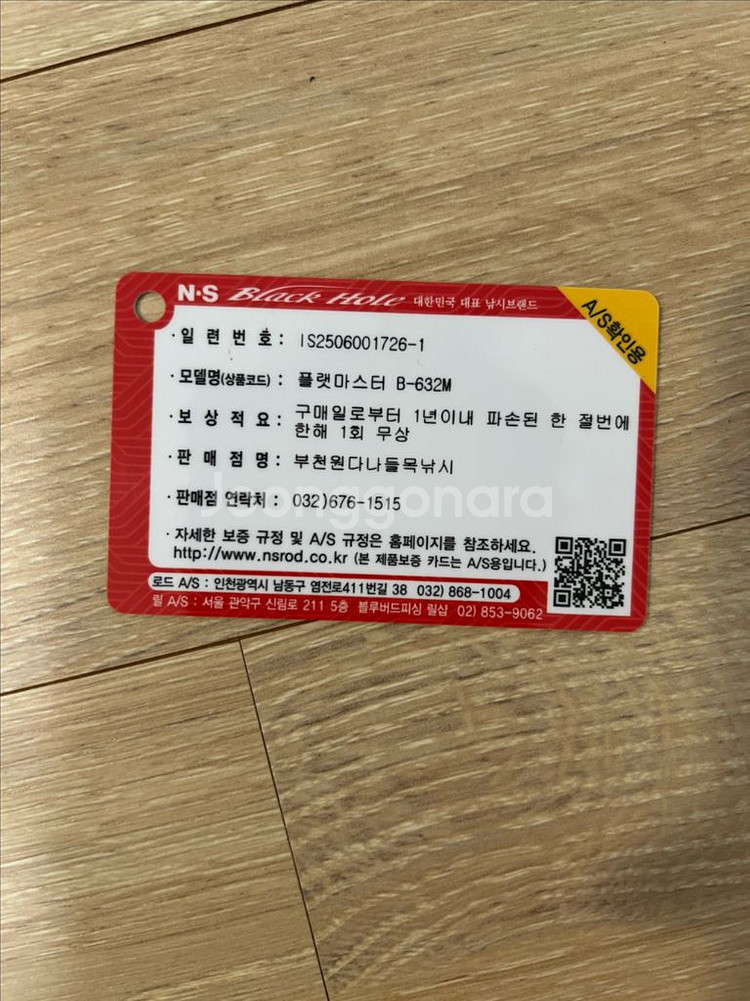 N·S Black Hole 대한민국 대표 낚시브랜드
A/S확인용
·일 련 번 호 : IS2506001726-1
·모델명(상품코드) : 플랫마스터 B-632M
·보 상 적 요 : 구매일로부터 1년이내 파손된 한 절번에
한해 1회 무상
·판 매 점 명 : 부천원다나들목낚시
·판매점 연락처 : 032)676-1515
Joonggonara
·자세한 보증 규정 및 A/S 규정은 홈페이지를 참조하세요.
http://www.nsrod.co.kr (본 제품보증 카드는 A/S용입니다.)
로드 A/S : 인천광역시 남동구 염전로411번길 38 032) 868-1004
릴 A/S : 서울 관악구 신림로 211 5층 블루버드피싱 릴샵 02) 853-9062